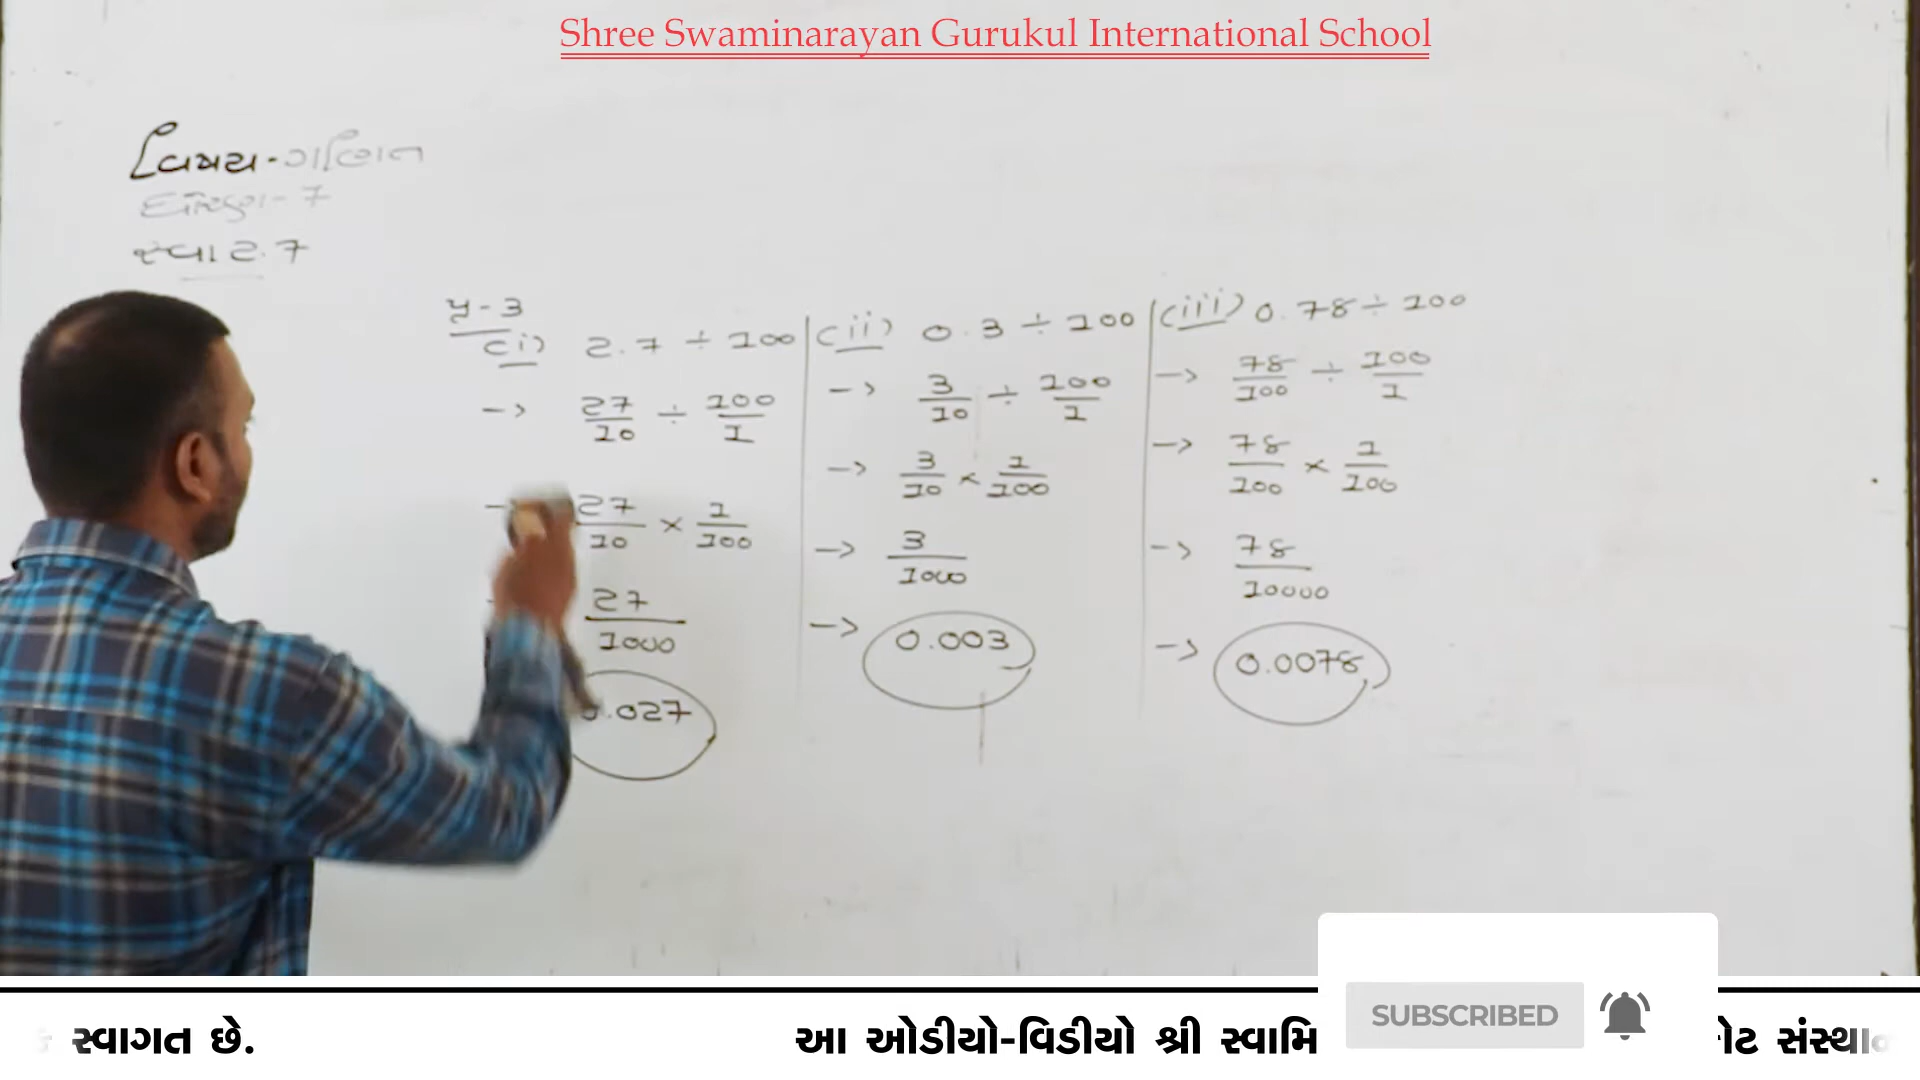 Shree Swaminarayan Gurukul International School
વિષય-ગણિત
ધોરણ-7
સ્વા 2.7
પ્ર-3
(i) 2.7 ÷ 100
-> 27/10 ÷ 100/1
27/10 × 1/100
27/1000
0.027
(ii) 0.3 ÷ 100
-> 3/10 ÷ 100/1
-> 3/10 × 1/100
-> 3/1000
-> 0.003
(iii) 0.78 ÷ 100
-> 78/100 ÷ 100/1
-> 78/100 × 1/100
-> 78/10000
-> 0.0078
SUBSCRIBED
સ્વાગત છે. આ ઓડીયો-વિડીયો શ્રી સ્વામિ